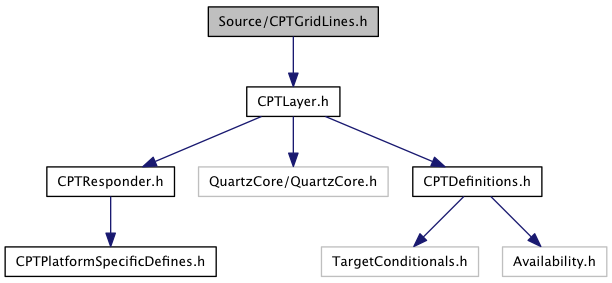 Source/CPTGridLines.h
CPTLayer.h
CPTResponder.h
QuartzCore/QuartzCore.h
CPTDefinitions.h
CPTPlatformSpecificDefines.h
TargetConditionals.h
Availability.h